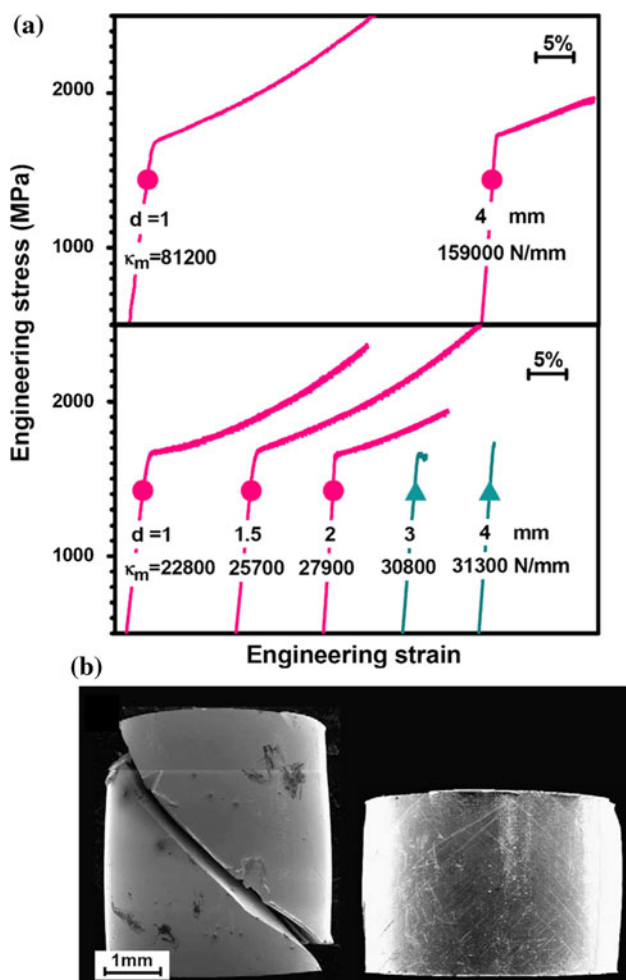 (a)
5%
2000
d =1
4 mm
1000
κm=81200
159000 N/mm
Engineering stress (MPa)
5%
2000
d =1 1.5 2 3 4 mm
1000
κm=22800 25700 27900 30800 31300 N/mm
Engineering strain
(b)
1mm